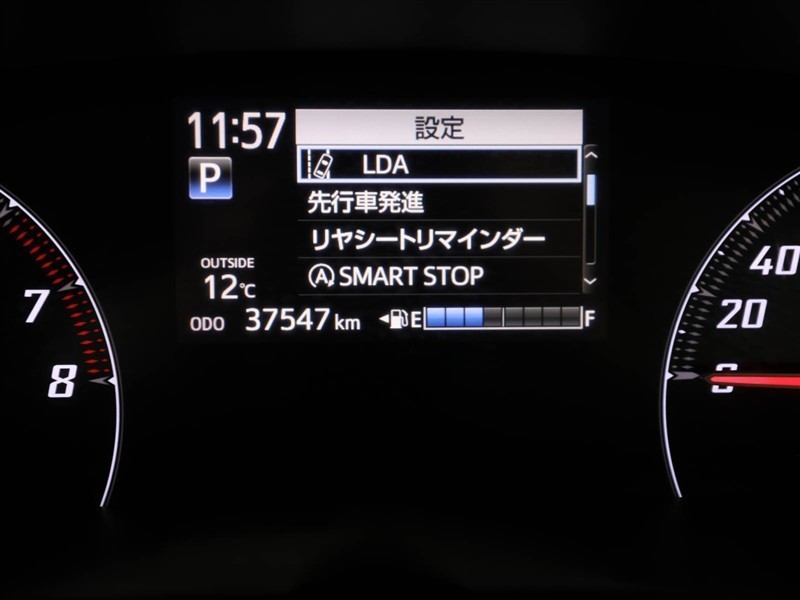 11:57
P
設定
LDA
先行車発進
リヤシートリマインダー
SMART STOP
OUTSIDE
12℃
ODO 37547 km
E F
7
8
40
20
0